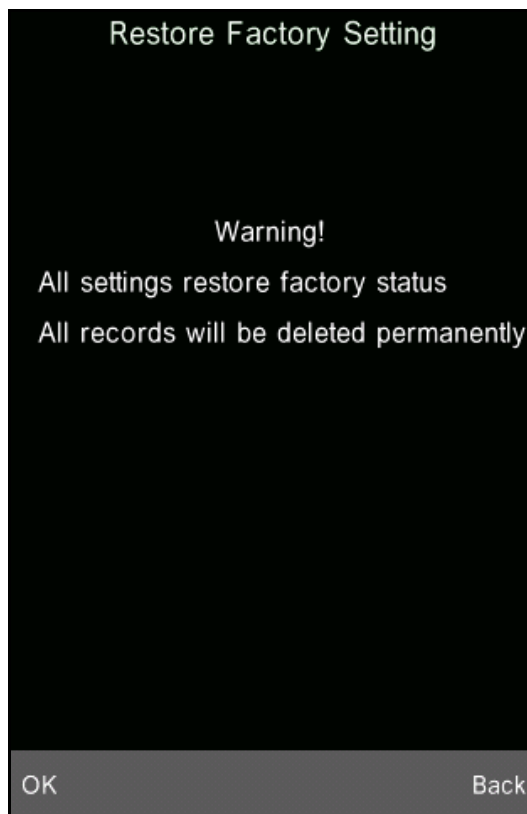 Restore Factory Setting
Warning!
All settings restore factory status
All records will be deleted permanently
OK
Back